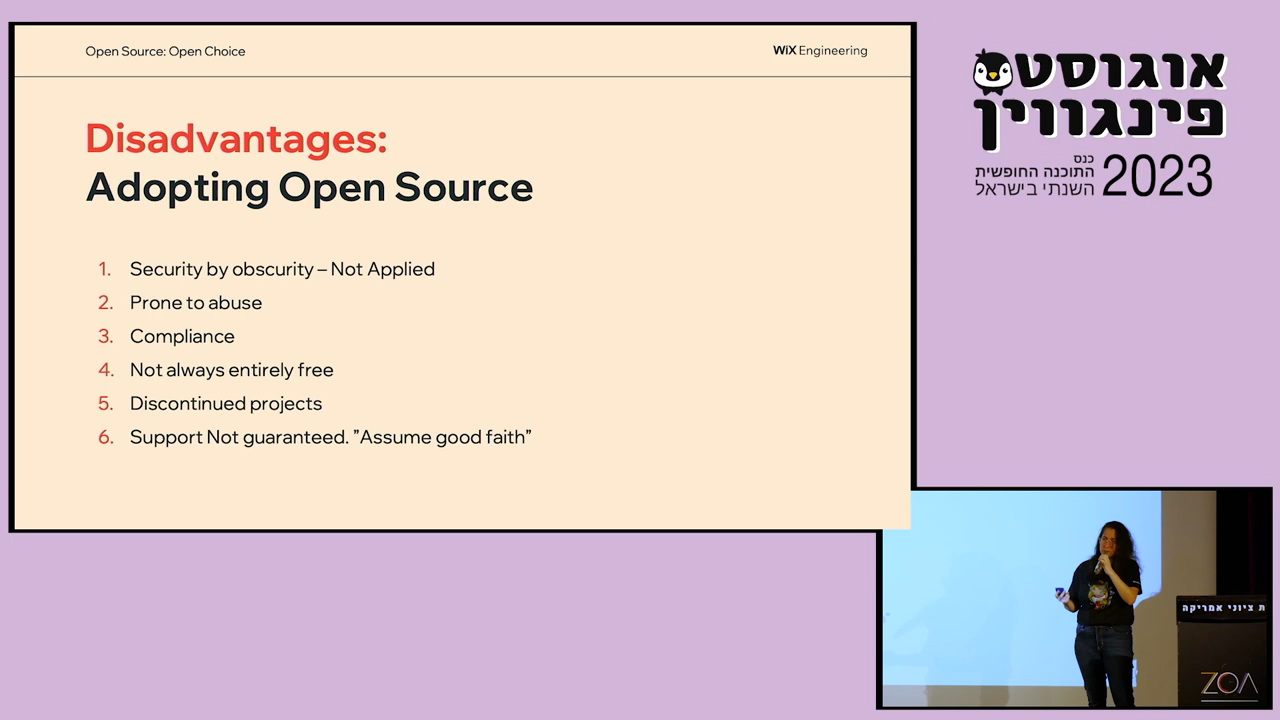 Open Source: Open Choice
WiX Engineering
Disadvantages:
Adopting Open Source
1. Security by obscurity – Not Applied
2. Prone to abuse
3. Compliance
4. Not always entirely free
5. Discontinued projects
6. Support Not guaranteed. ”Assume good faith”
אוגוסט
פינגווין
כנס
התוכנה החופשית
השנתי בישראל
2023
ת ציוני אמריקה
ZOA